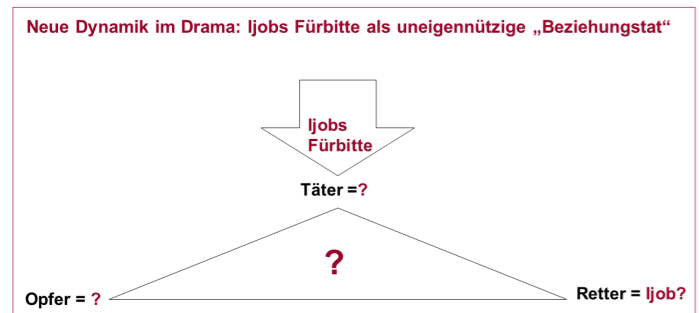 Neue Dynamik im Drama: Ijobs Fürbitte als uneigennützige „Beziehungstat“
Ijobs
Fürbitte
Täter =?
?
Opfer = ?
Retter = Ijob?